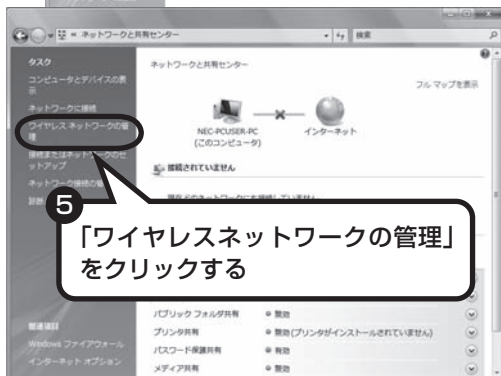 ネットワークと共有センター
検索
タスク
コンピュータとデバイスの表
示
ネットワークに接続
ワイヤレス ネットワークの管
理
接続またはネットワークのセ
ットアップ
ネットワーク接続の管
ネットワークと共有センター
フル マップを表示
NEC-PCUSER-PC
(このコンピュータ)
インターネット
接続されていません
5
「ワイヤレスネットワークの管理」
をクリックする
パブリック フォルダ共有 無効
プリンタ共有 無効(プリンタがインストールされていません)
パスワード保護共有 有効
メディア共有 無効
関連項目
Windows ファイアウォール
インターネット オプション